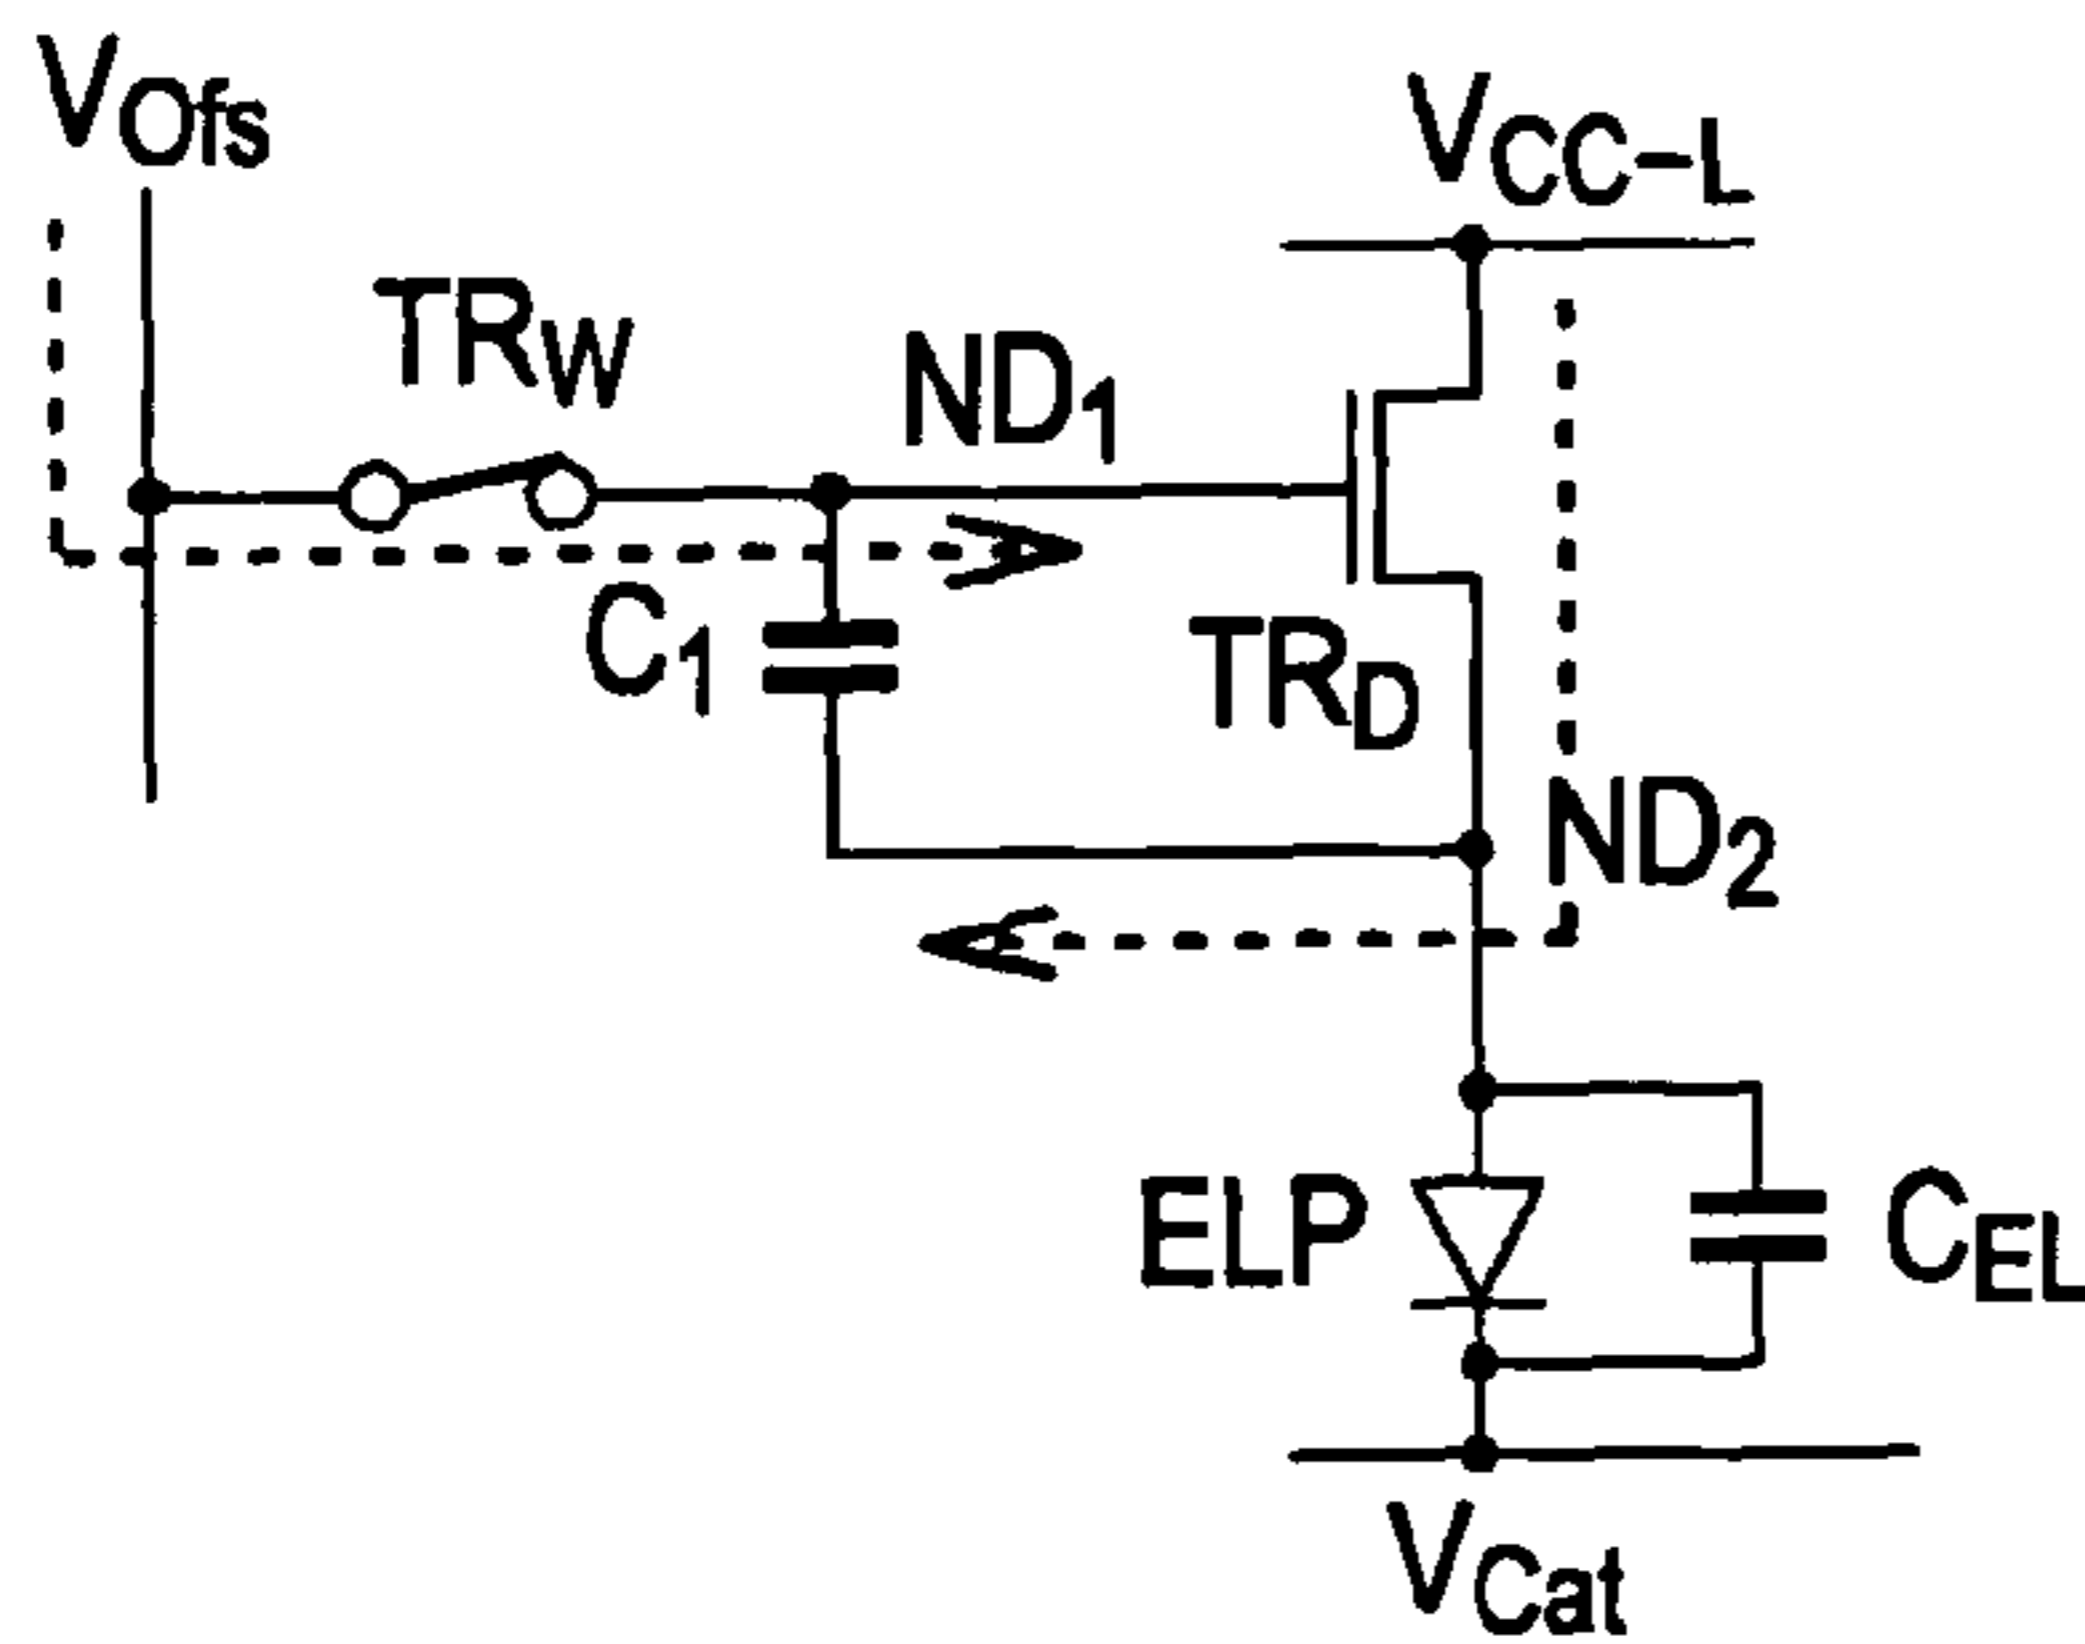 VOfs
VCC-L
TRW
ND1
C1
TRD
ND2
ELP
CEL
VCat